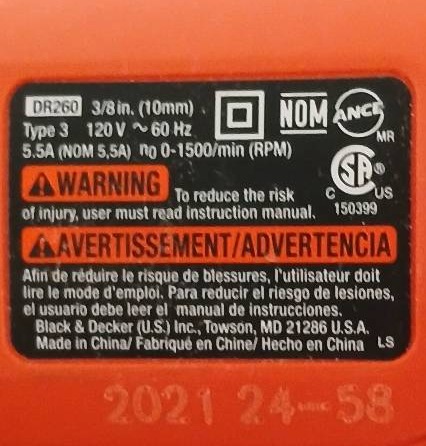 DR260 3/8 in. (10mm)
Type 3 120 V ~ 60 Hz
5.5A (NOM 5,5A) n0 0-1500/min (RPM)
NOM ANCE
MR
CSA®
C US
150399
WARNING To reduce the risk
of injury, user must read instruction manual.
AVERTISSEMENT/ADVERTENCIA
Afin de réduire le risque de blessures, l'utilisateur doit
lire le mode d'emploi. Para reducir el riesgo de lesiones,
el usuario debe leer el manual de instrucciones.
Black & Decker (U.S.) Inc., Towson, MD 21286 U.S.A.
Made in China/ Fabriqué en Chine/ Hecho en China LS
2021 24-58